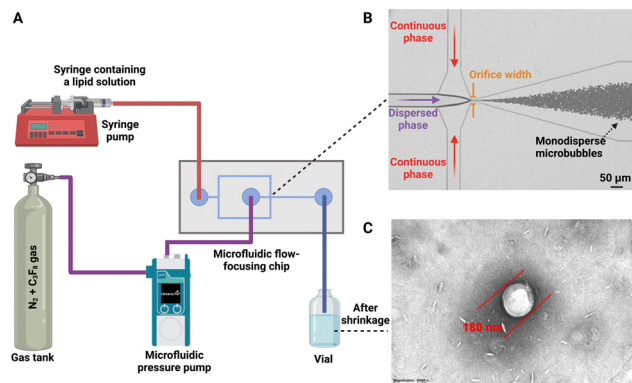 A
Syringe containing
a lipid solution
Syringe
pump
N₂ + C₃F₈ gas
Gas tank
Microfluidic
pressure pump
Microfluidic flow-
focusing chip
Vial
After
shrinkage
B
Continuous
phase
Orifice width
Dispersed
phase
Continuous
phase
Monodisperse
microbubbles
50 µm
C
180 nm